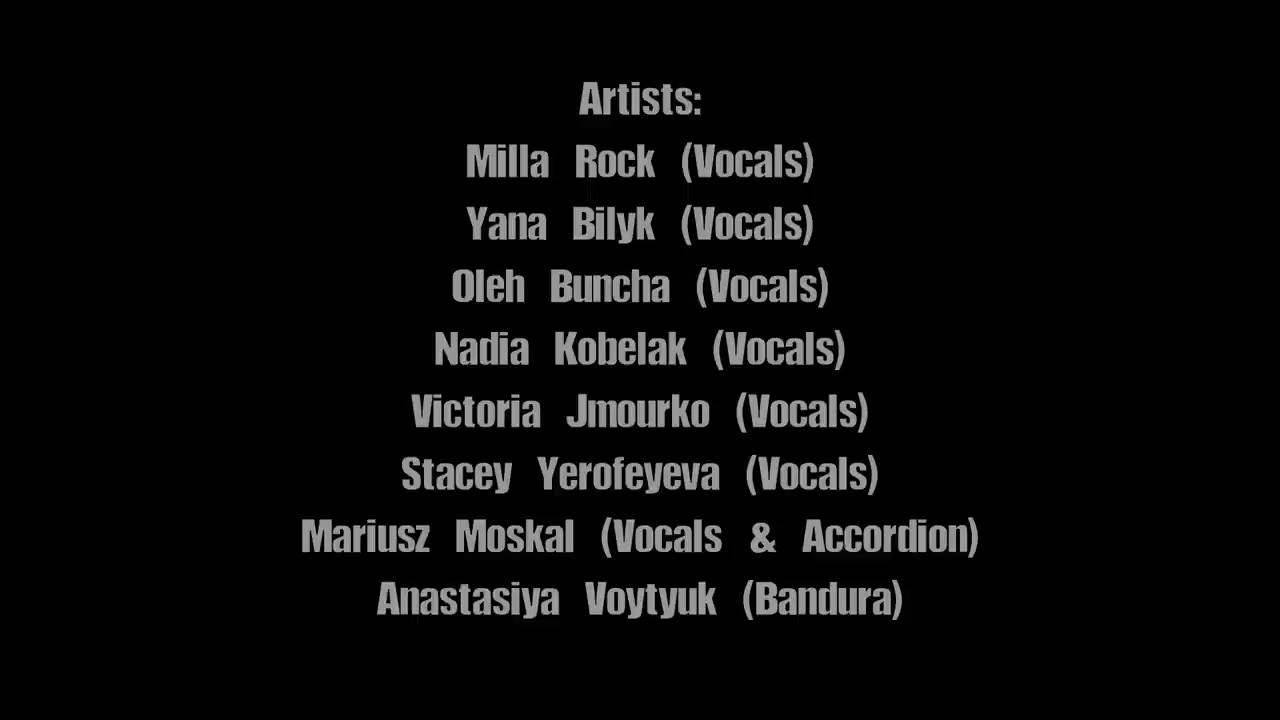 Artists:
Milla Rock (Vocals)
Yana Bilyk (Vocals)
Oleh Buncha (Vocals)
Nadia Kobelak (Vocals)
Victoria Jmourko (Vocals)
Stacey Yerofeyeva (Vocals)
Mariusz Moskal (Vocals & Accordion)
Anastasiya Voytyuk (Bandura)